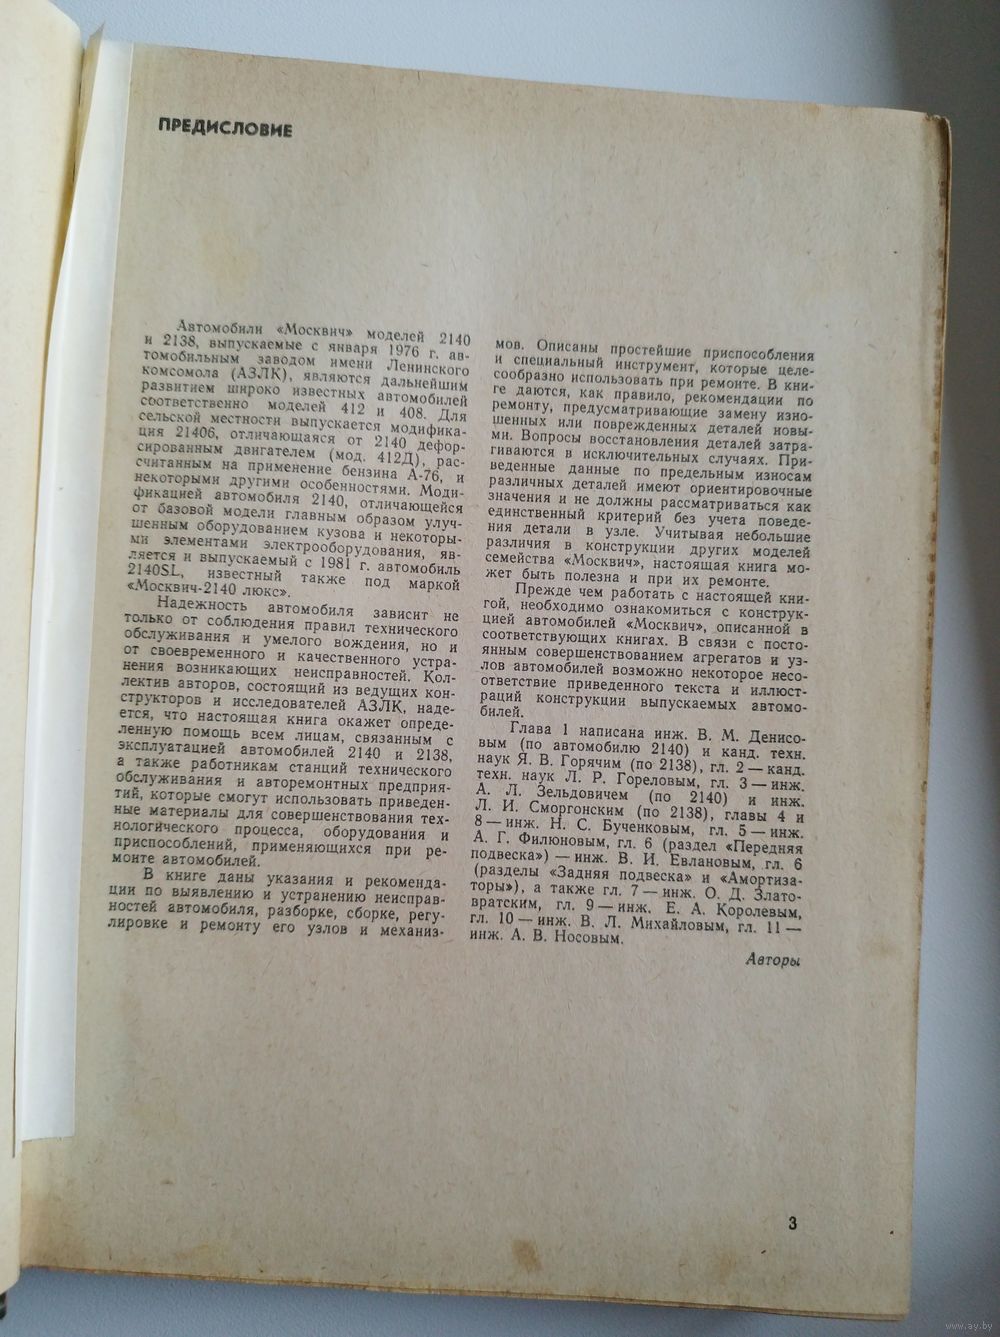 ПРЕДИСЛОВИЕ
Автомобили «Москвич» моделей 2140
и 2138, выпускаемые с января 1976 г. ав-
томобильным заводом имени Ленинского
комсомола (АЗЛК), являются дальнейшим
развитием широко известных автомобилей
соответственно моделей 412 и 408. Для
сельской местности выпускается модифика-
ция 21406, отличающаяся от 2140 дефор-
сированным двигателем (мод. 412Д), рас-
считанным на применение бензина А-76, и
некоторыми другими особенностями. Моди-
фикацией автомобиля 2140, отличающейся
от базовой модели главным образом улуч-
шенным оборудованием кузова и некоторы-
ми элементами электрооборудования, яв-
ляется и выпускаемый с 1981 г. автомобиль
2140SL, известный также под маркой
«Москвич-2140 люкс».
Надежность автомобиля зависит не
только от соблюдения правил технического
обслуживания и умелого вождения, но и
от своевременного и качественного устра-
нения возникающих неисправностей. Кол-
лектив авторов, состоящий из ведущих кон-
структоров и исследователей АЗЛК, наде-
ется, что настоящая книга окажет опреде-
ленную помощь всем лицам, связанным с
эксплуатацией автомобилей 2140 и 2138,
а также работникам станций технического
обслуживания и авторемонтных предприя-
тий, которые смогут использовать приведен-
ные материалы для совершенствования тех-
нологического процесса, оборудования и
приспособлений, применяющихся при ре-
монте автомобилей.
В книге даны указания и рекоменда-
ции по выявлению и устранению неисправ-
ностей автомобиля, разборке, сборке, регу-
лировке и ремонту его узлов и механиз-
мов. Описаны простейшие приспособления
и специальный инструмент, которые целе-
сообразно использовать при ремонте. В кни-
ге даются, как правило, рекомендации по
ремонту, предусматривающие замену изно-
шенных или поврежденных деталей новы-
ми. Вопросы восстановления деталей затра-
гиваются в исключительных случаях. При-
веденные данные по предельным износам
различных деталей имеют ориентировочные
значения и не должны рассматриваться как
единственный критерий без учета поведе-
ния детали в узле. Учитывая небольшие
различия в конструкции других моделей
семейства «Москвич», настоящая книга мо-
жет быть полезна и при их ремонте.
Прежде чем работать с настоящей кни-
гой, необходимо ознакомиться с конструк-
цией автомобилей «Москвич», описанной в
соответствующих книгах. В связи с посто-
янным совершенствованием агрегатов и уз-
лов автомобилей возможно некоторое несо-
ответствие приведенного текста и иллюст-
раций конструкции выпускаемых автомо-
билей.
Глава 1 написана инж. В. М. Денисо-
вым (по автомобилю 2140) и канд. техн.
наук Я. В. Горячим (по 2138), гл. 2 — канд.
техн. наук Л. Р. Гореловым, гл. 3 — инж.
А. Л. Зельдовичем (по 2140) и инж.
Л. И. Сморгонским (по 2138), главы 4 и
8 — инж. Н. С. Бученковым, гл. 5 — инж.
А. Г. Филюновым, гл. 6 (раздел «Передняя
подвеска») — инж. В. И. Евлановым, гл. 6
(разделы «Задняя подвеска» и «Амортиза-
торы»), а также гл. 7 — инж. О. Д. Злато-
вратским, гл. 9 — инж. Е. А. Королевым,
гл. 10 — инж. В. Л. Михайловым, гл. 11 —
инж. А. В. Носовым.
Авторы
3
www.ay.by